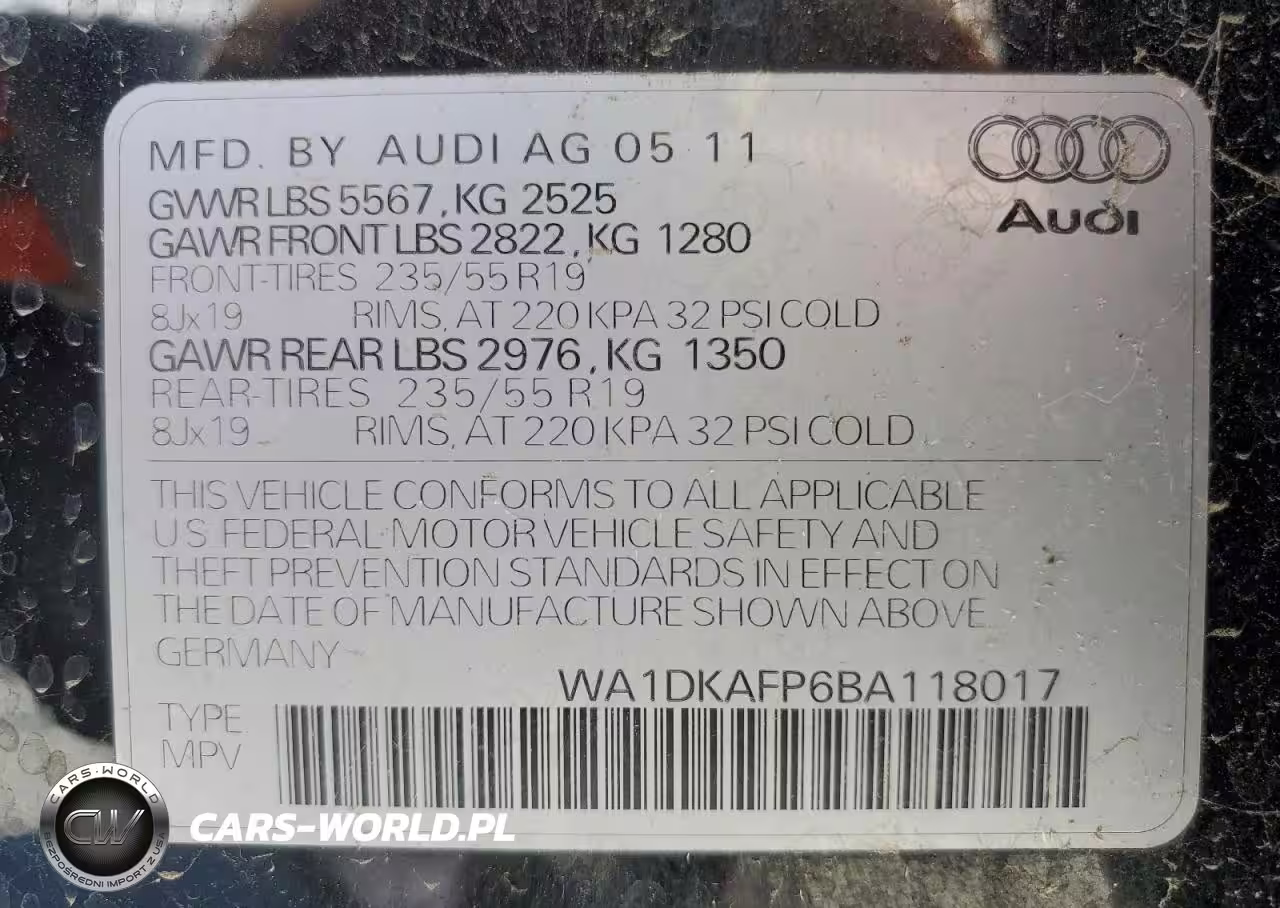 MFD. BY AUDI AG 05 11
Audi
GVWR LBS 5567, KG 2525
GAWR FRONT LBS 2822, KG 1280
FRONT-TIRES 235/55 R19
8Jx19 RIMS, AT 220 KPA 32 PSI COLD
GAWR REAR LBS 2976, KG 1350
REAR-TIRES 235/55 R19
8Jx19 RIMS, AT 220 KPA 32 PSI COLD
THIS VEHICLE CONFORMS TO ALL APPLICABLE
U.S. FEDERAL MOTOR VEHICLE SAFETY AND
THEFT PREVENTION STANDARDS IN EFFECT ON
THE DATE OF MANUFACTURE SHOWN ABOVE.
GERMANY
WA1DKAFP6BA118017
TYPE
MPV
CARS-WORLD
CW
BEZPOŚREDNI IMPORT Z USA
CARS-WORLD.PL